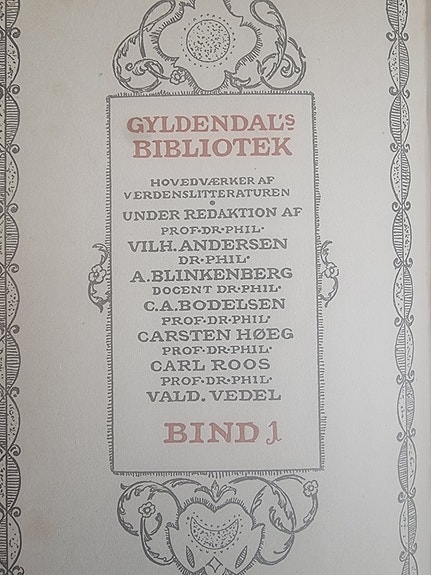 GYLDENDAL'S
BIBLIOTEK
HOVEDVÆRKER AF
VERDENSLITTERATUREN
UNDER REDAKTION AF
PROF·DR·PHIL·
VILH. ANDERSEN
DR·PHIL·
A. BLINKENBERG
DOCENT DR·PHIL·
C.A. BODELSEN
PROF·DR·PHIL·
CARSTEN HØEG
PROF·DR·PHIL·
CARL ROOS
PROF·DR·PHIL·
VALD. VEDEL
BIND 1